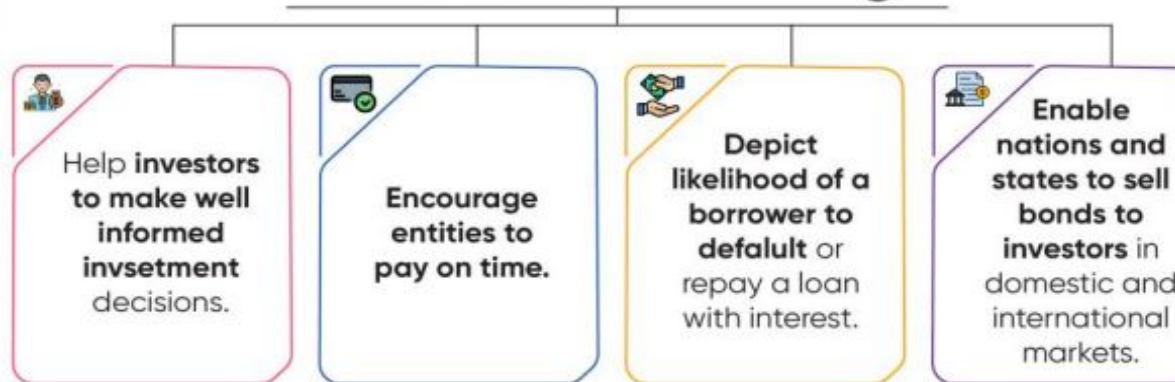 Help investors
to make well
informed
invsetment
decisions.
Encourage
entities to
pay on time.
Depict
likelihood of a
borrower to
defalult or
repay a loan
with interest.
Enable
nations and
states to sell
bonds to
investors in
domestic and
international
markets.